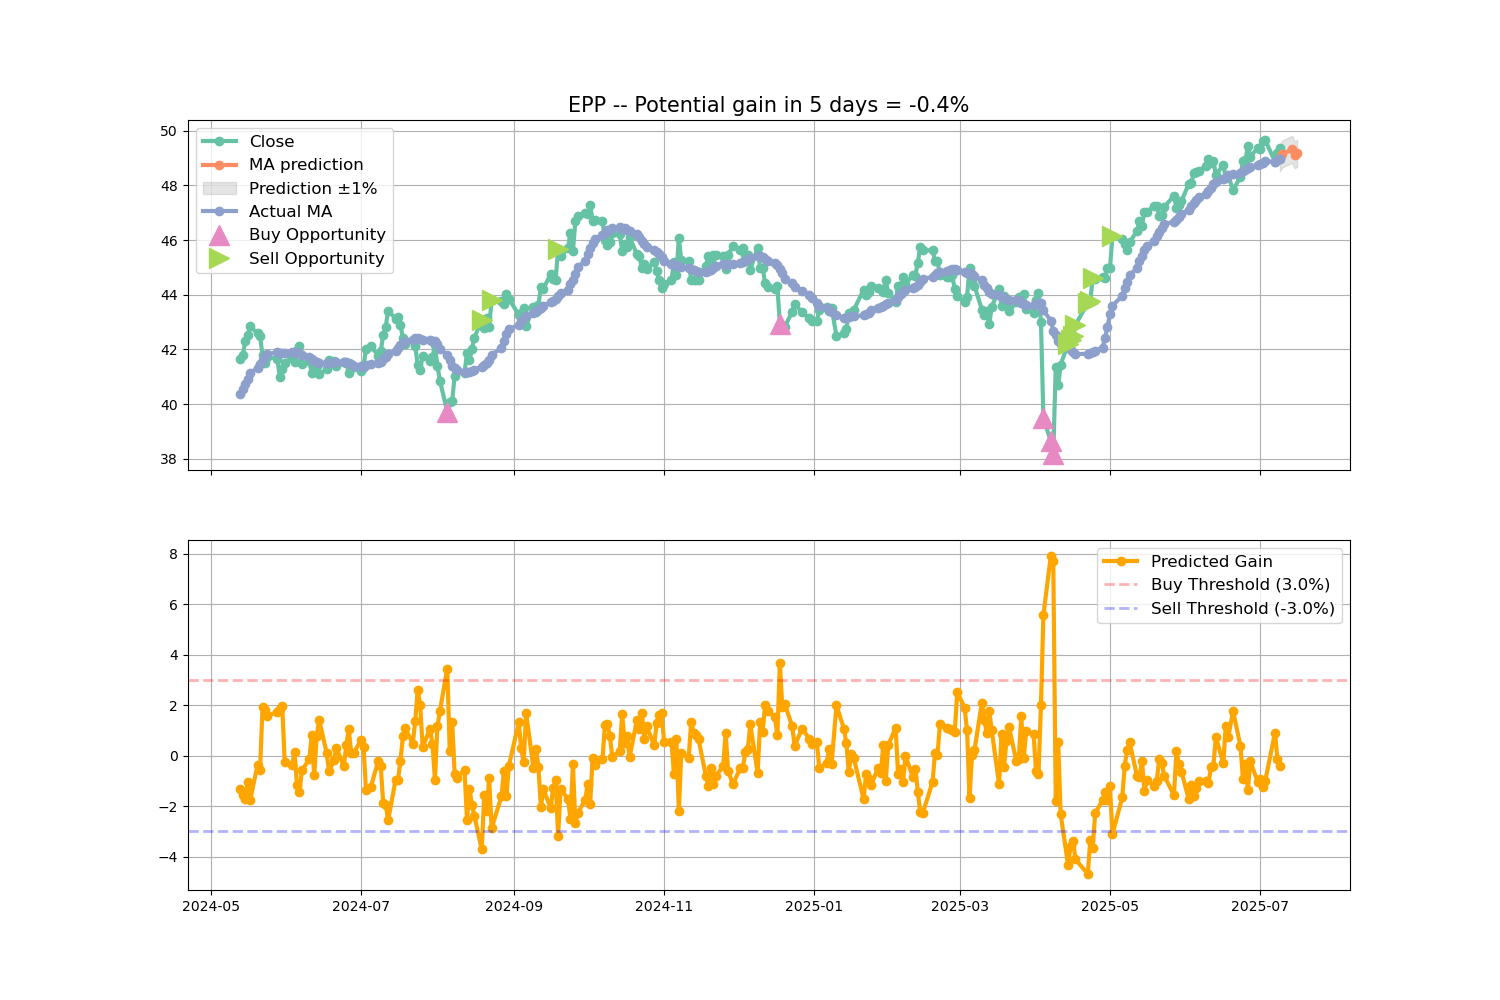 EPP -- Potential gain in 5 days = -0.4%
50
48
46
44
42
40
38
Close
MA prediction
Prediction ±1%
Actual MA
Buy Opportunity
Sell Opportunity
8
6
4
2
0
−2
−4
Predicted Gain
Buy Threshold (3.0%)
Sell Threshold (-3.0%)
2024-05
2024-07
2024-09
2024-11
2025-01
2025-03
2025-05
2025-07